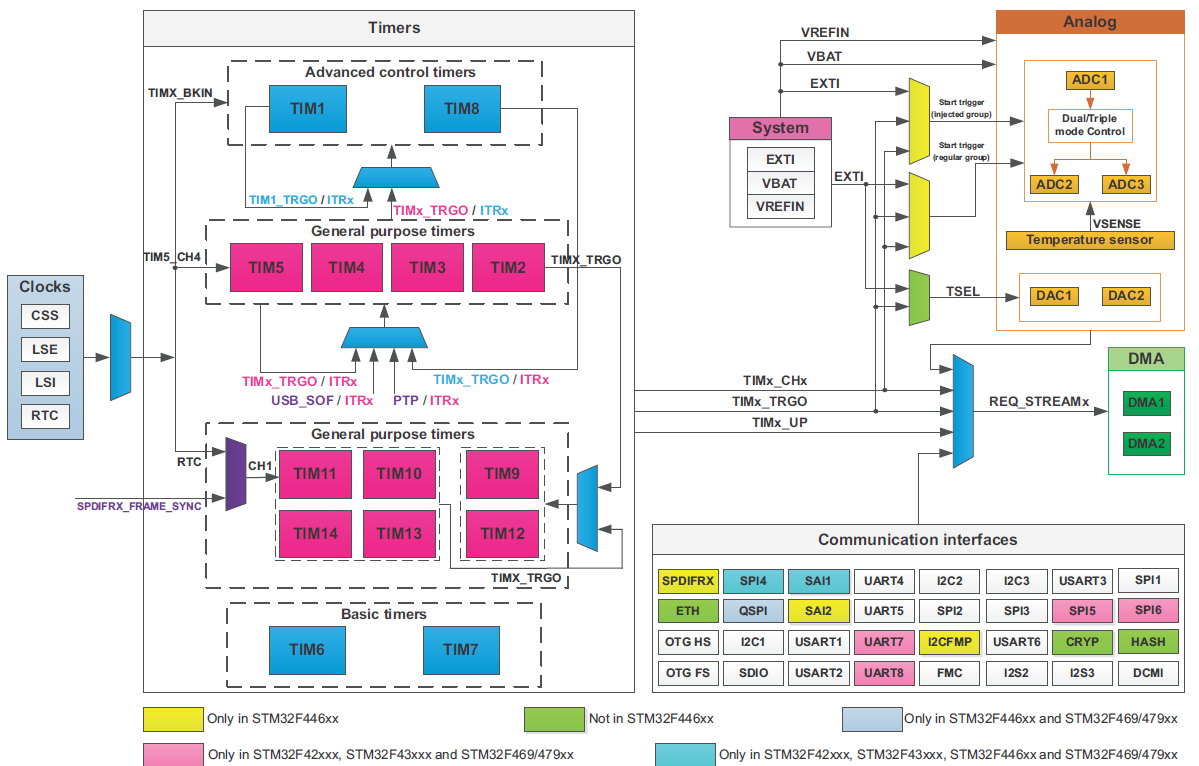 Timers
Advanced control timers
TIMX_BKIN
TIM1
TIM8
TIM1_TRGO / ITRx
TIMx_TRGO / ITRx
General purpose timers
TIM5_CH4
TIM5
TIM4
TIM3
TIM2
TIMX_TRGO
TIMx_TRGO / ITRx
TIMx_TRGO / ITRx
USB_SOF / ITRx
PTP / ITRx
Clocks
CSS
LSE
LSI
RTC
General purpose timers
RTC
CH1
SPDIFRX_FRAME_SYNC
TIM11
TIM10
TIM9
TIM14
TIM13
TIM12
TIMX_TRGO
Basic timers
TIM6
TIM7
System
EXTI
VBAT
VREFIN
VREFIN
VBAT
EXTI
EXTI
Start trigger
(injected group)
Start trigger
(regular group)
TSEL
Analog
ADC1
Dual/Triple
mode Control
ADC2
ADC3
VSENSE
Temperature sensor
DAC1
DAC2
TIMx_CHx
TIMx_TRGO
TIMx_UP
REQ_STREAMx
DMA
DMA1
DMA2
Communication interfaces
SPDIFRX SPI4 SAI1 UART4 I2C2 I2C3 USART3 SPI1
ETH QSPI SAI2 UART5 SPI2 SPI3 SPI5 SPI6
OTG HS I2C1 USART1 UART7 I2CFMP USART6 CRYP HASH
OTG FS SDIO USART2 UART8 FMC I2S2 I2S3 DCMI
Only in STM32F446xx
Not in STM32F446xx
Only in STM32F446xx and STM32F469/479xx
Only in STM32F42xxx, STM32F43xxx and STM32F469/479xx
Only in STM32F42xxx, STM32F43xxx, STM32F446xx and STM32F469/479xx